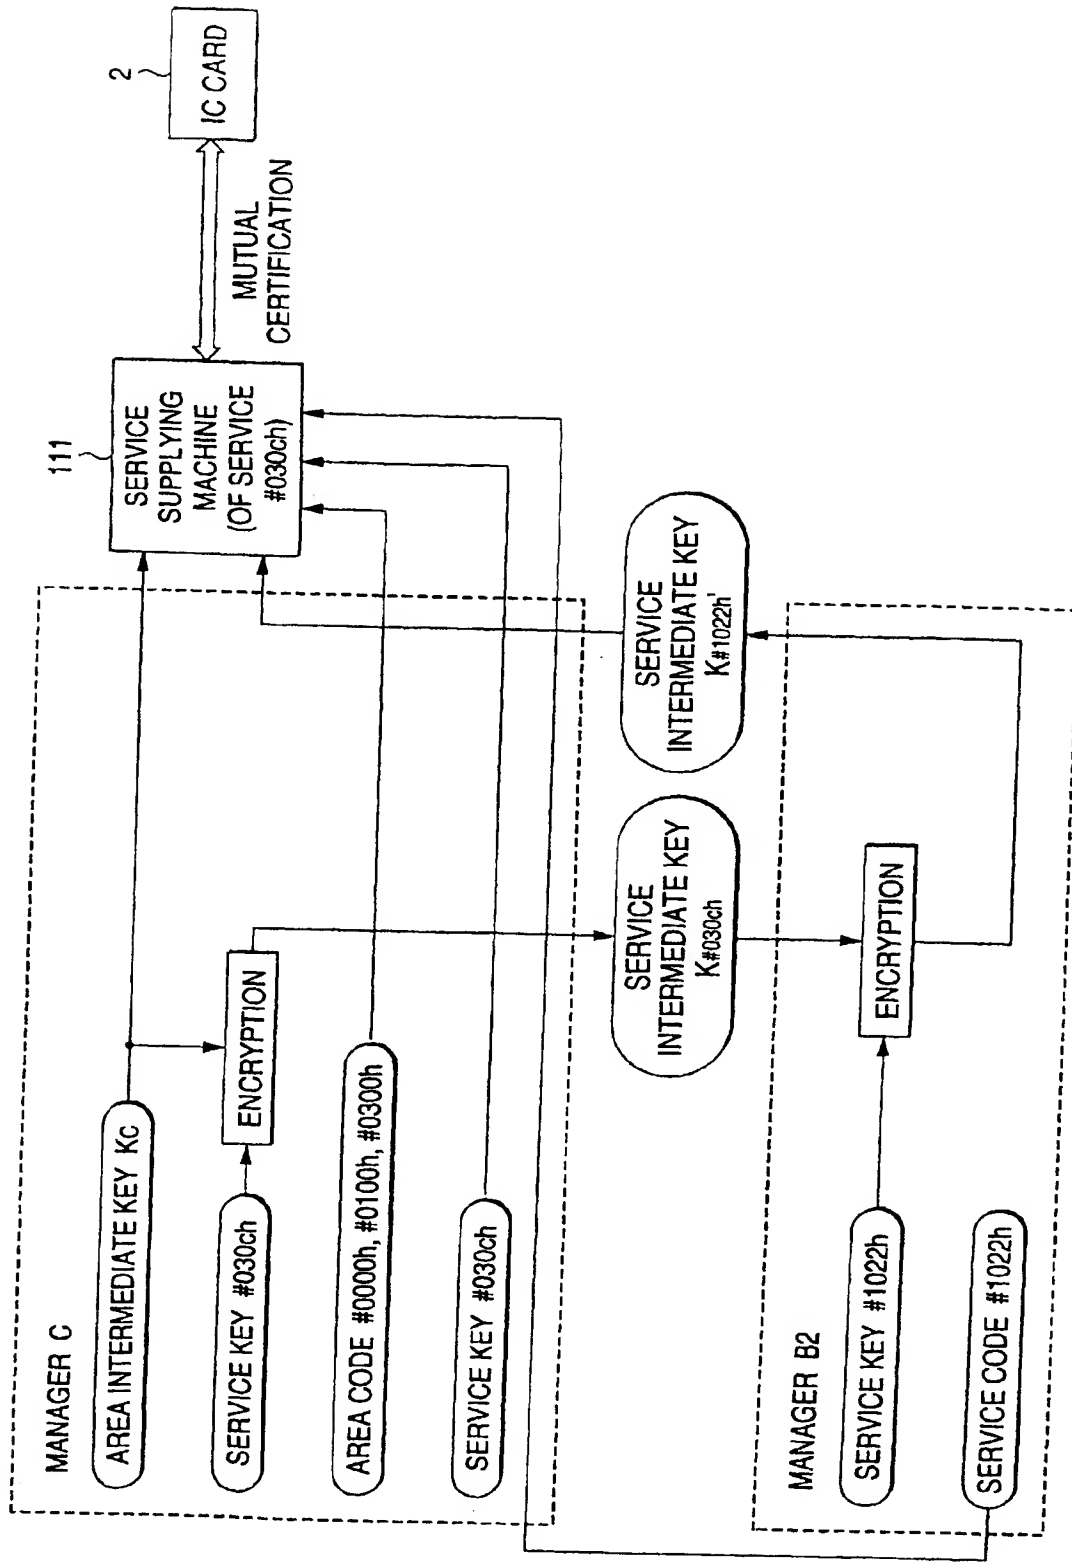 MANAGER C
AREA INTERMEDIATE KEY Kc
SERVICE KEY #030ch
ENCRYPTION
AREA CODE #0000h, #0100h, #0300h
SERVICE KEY #030ch
111
SERVICE
SUPPLYING
MACHINE
(OF SERVICE
#030ch)
MUTUAL
CERTIFICATION
2
IC CARD
SERVICE
INTERMEDIATE KEY
K#030ch
SERVICE
INTERMEDIATE KEY
K#1022h'
MANAGER B2
SERVICE KEY #1022h
ENCRYPTION
SERVICE CODE #1022h